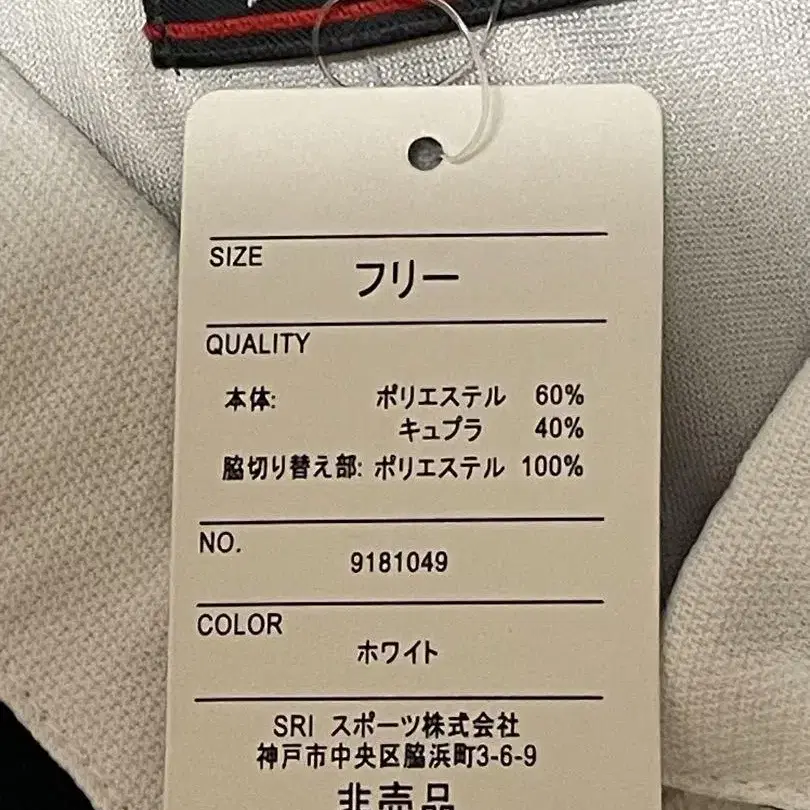 SIZE
フリー
QUALITY
本体: ポリエステル 60%
キュプラ 40%
脇切り替え部: ポリエステル 100%
NO.
9181049
COLOR
ホワイト
SRI スポーツ株式会社
神戸市中央区脇浜町3-6-9
非売品